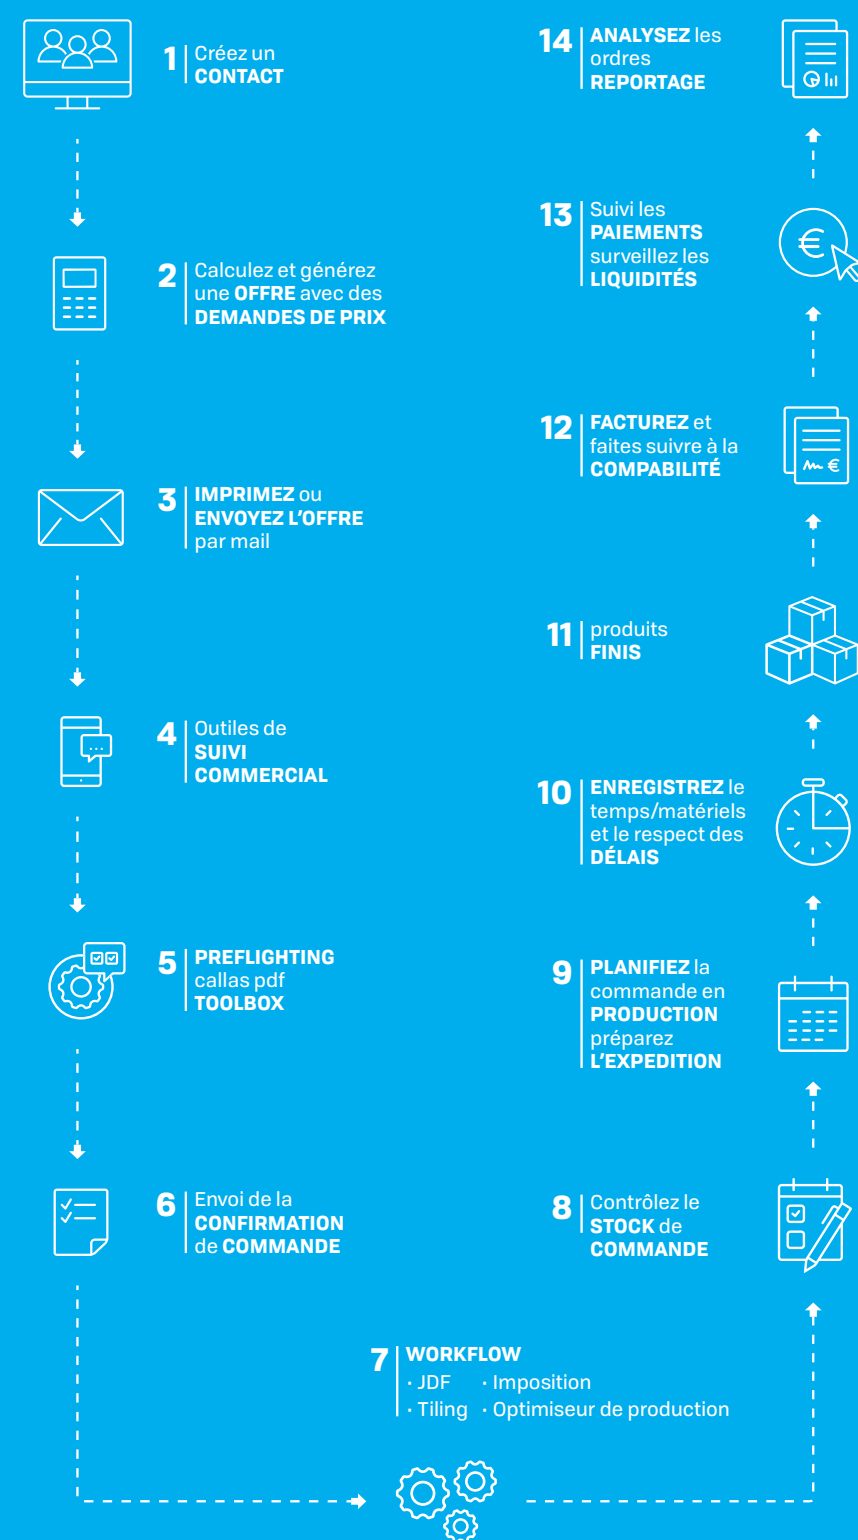 1
Créez un
CONTACT
2
Calculez et générez
une OFFRE avec des
DEMANDES DE PRIX
3
IMPRIMEZ ou
ENVOYEZ L'OFFRE
par mail
4
Outiles de
SUIVI
COMMERCIAL
5
PREFLIGHTING
callas pdf
TOOLBOX
6
Envoi de la
CONFIRMATION
de COMMANDE
7
WORKFLOW
· JDF · Imposition
· Tiling · Optimiseur de production
8
Contrôlez le
STOCK de
COMMANDE
9
PLANIFIEZ la
commande en
PRODUCTION
préparez
L'EXPEDITION
10
ENREGISTREZ le
temps/matériels
et le respect des
DÉLAIS
11
produits
FINIS
12
FACTUREZ et
faites suivre à la
COMPABILITÉ
€
13
Suivi les
PAIEMENTS
surveillez les
LIQUIDITÉS
€
14
ANALYSEZ les
ordres
REPORTAGE